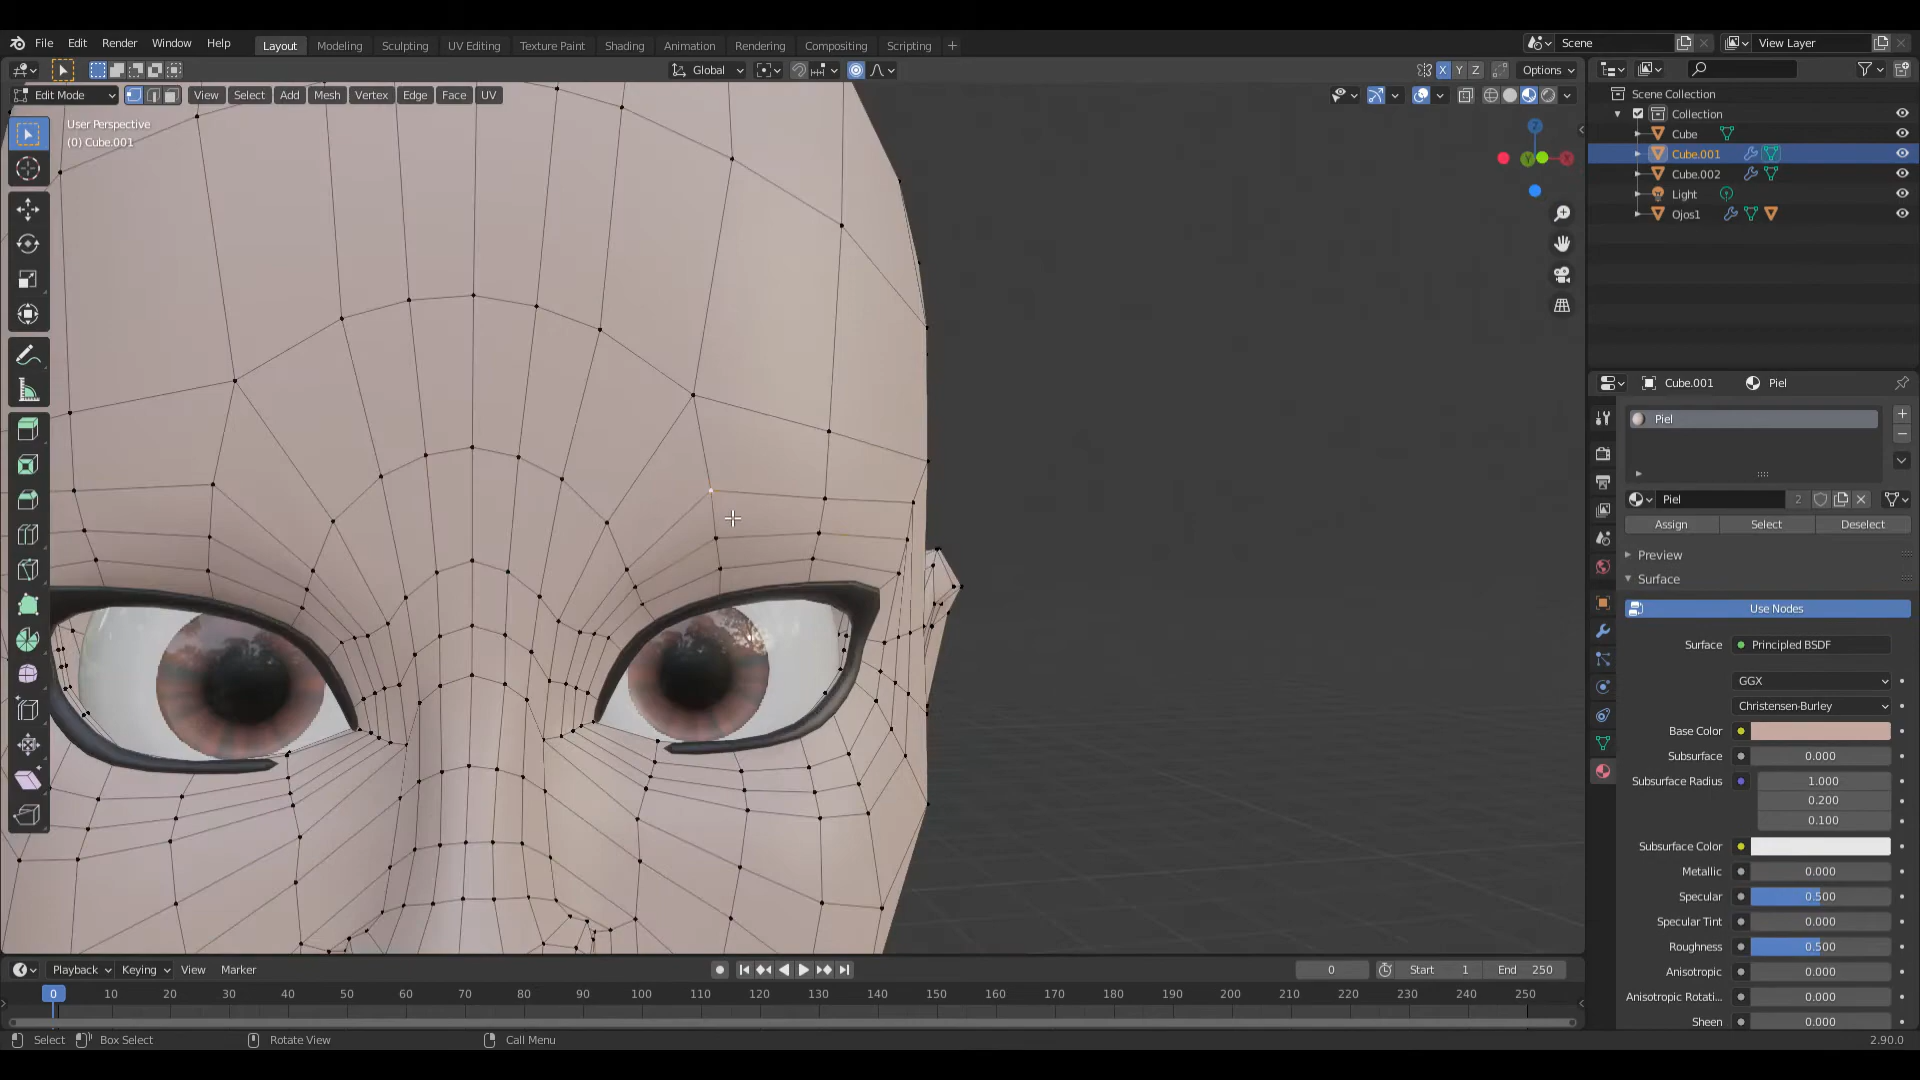 File Edit Render Window Help Layout Modeling Sculpting UV Editing Texture Paint Shading Animation Rendering Compositing Scripting + Scene View Layer
Global X Y Z Options
Edit Mode View Select Add Mesh Vertex Edge Face UV
User Perspective
(0) Cube.001
Z
Y
X
Scene Collection
Collection
Cube
Cube.001
Cube.002
Light
Ojos1
Cube.001 Piel
Piel
Piel 2
Assign Select Deselect
Preview
Surface
Use Nodes
Surface Principled BSDF
GGX
Christensen-Burley
Base Color
Subsurface 0.000
Subsurface Radius 1.000
0.200
0.100
Subsurface Color
Metallic 0.000
Specular 0.500
Specular Tint 0.000
Roughness 0.500
Anisotropic 0.000
Anisotropic Rotati... 0.000
Sheen 0.000
Playback Keying View Marker 0 Start 1 End 250
0 10 20 30 40 50 60 70 80 90 100 110 120 130 140 150 160 170 180 190 200 210 220 230 240 250
Select Box Select Rotate View Call Menu 2.90.0